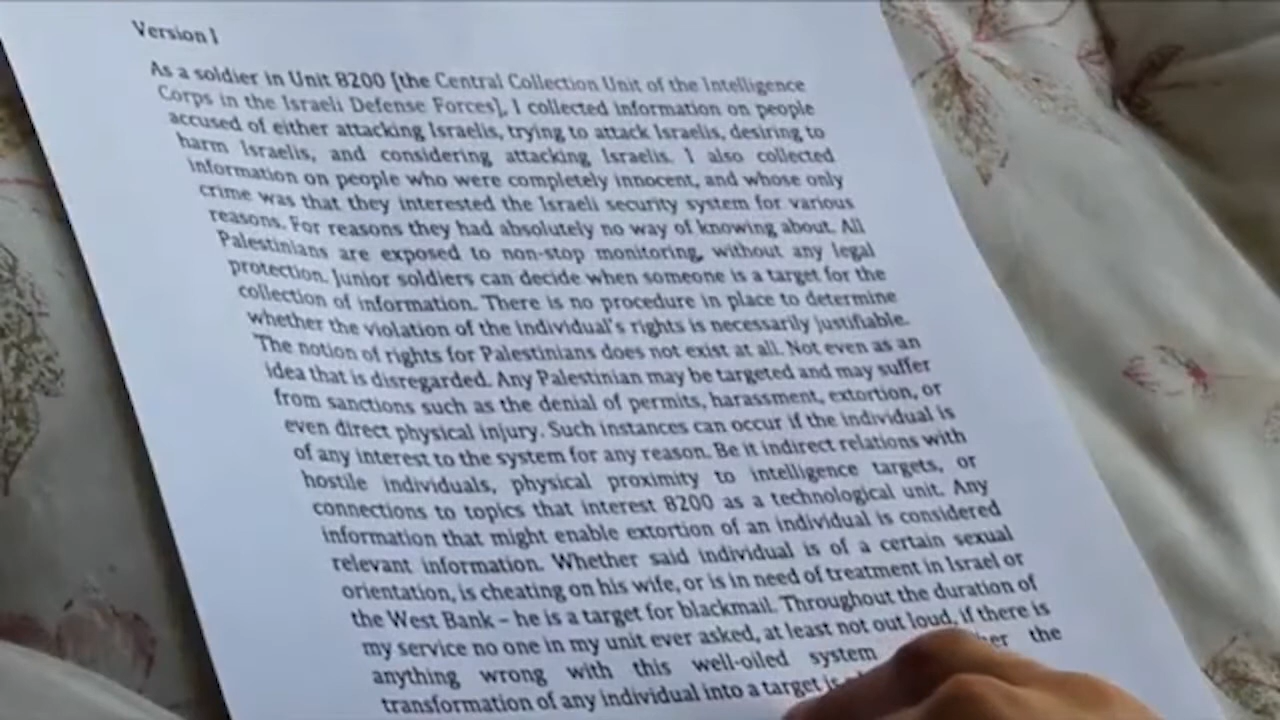 Version 1
As a soldier in Unit 8200 [the Central Collection Unit of the Intelligence
Corps in the Israeli Defense Forces], I collected information on people
accused of either attacking Israelis, trying to attack Israelis, desiring to
harm Israelis, and considering attacking Israelis. I also collected
information on people who were completely innocent, and whose only
crime was that they interested the Israeli security system for various
reasons. For reasons they had absolutely no way of knowing about. All
Palestinians are exposed to non-stop monitoring, without any legal
protection. Junior soldiers can decide when someone is a target for the
collection of information. There is no procedure in place to determine
whether the violation of the individual's rights is necessarily justifiable.
The notion of rights for Palestinians does not exist at all. Not even as an
idea that is disregarded. Any Palestinian may be targeted and may suffer
from sanctions such as the denial of permits, harassment, extortion, or
even direct physical injury. Such instances can occur if the individual is
of any interest to the system for any reason. Be it indirect relations with
hostile individuals, physical proximity to intelligence targets, or
connections to topics that interest 8200 as a technological unit. Any
information that might enable extortion of an individual is considered
relevant information. Whether said individual is of a certain sexual
orientation, is cheating on his wife, or is in need of treatment in Israel or
the West Bank – he is a target for blackmail. Throughout the duration of
my service no one in my unit ever asked, at least not out loud, if there is
anything wrong with this well-oiled system the
transformation of any individual into a target is